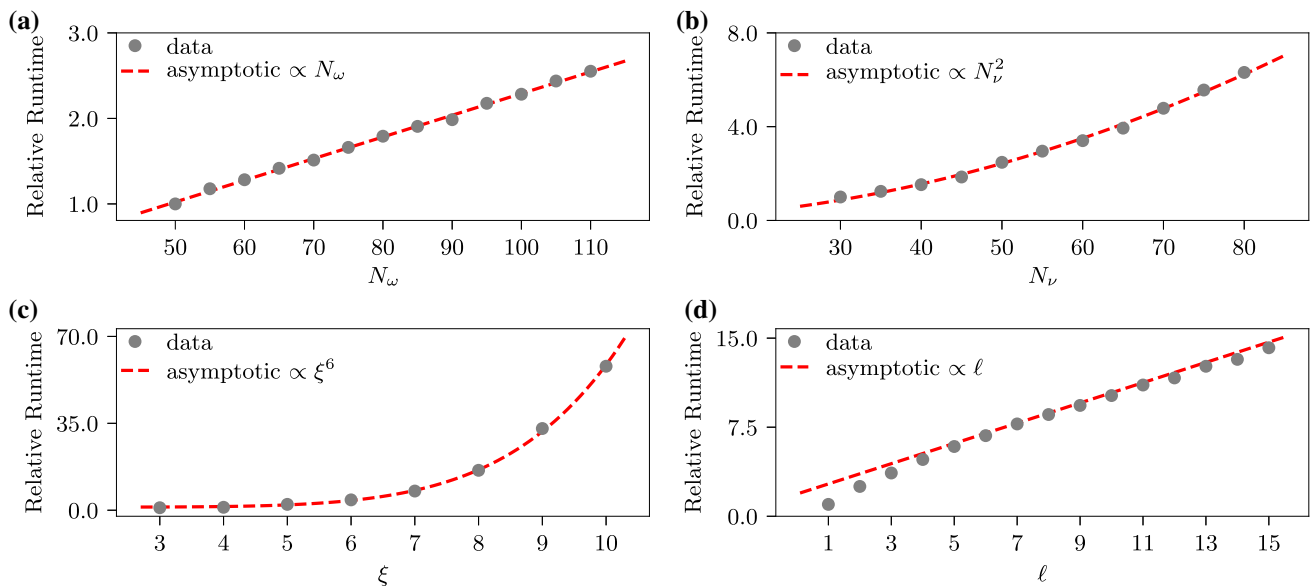 (a)
3.0
2.0
1.0
Relative Runtime
data
asymptotic ∝ N_ω
50 60 70 80 90 100 110
N_ω
(b)
8.0
4.0
0.0
Relative Runtime
data
asymptotic ∝ N_ν^2
30 40 50 60 70 80
N_ν
(c)
70.0
35.0
0.0
Relative Runtime
data
asymptotic ∝ ξ^6
3 4 5 6 7 8 9 10
ξ
(d)
15.0
7.5
0.0
Relative Runtime
data
asymptotic ∝ ℓ
1 3 5 7 9 11 13 15
ℓ